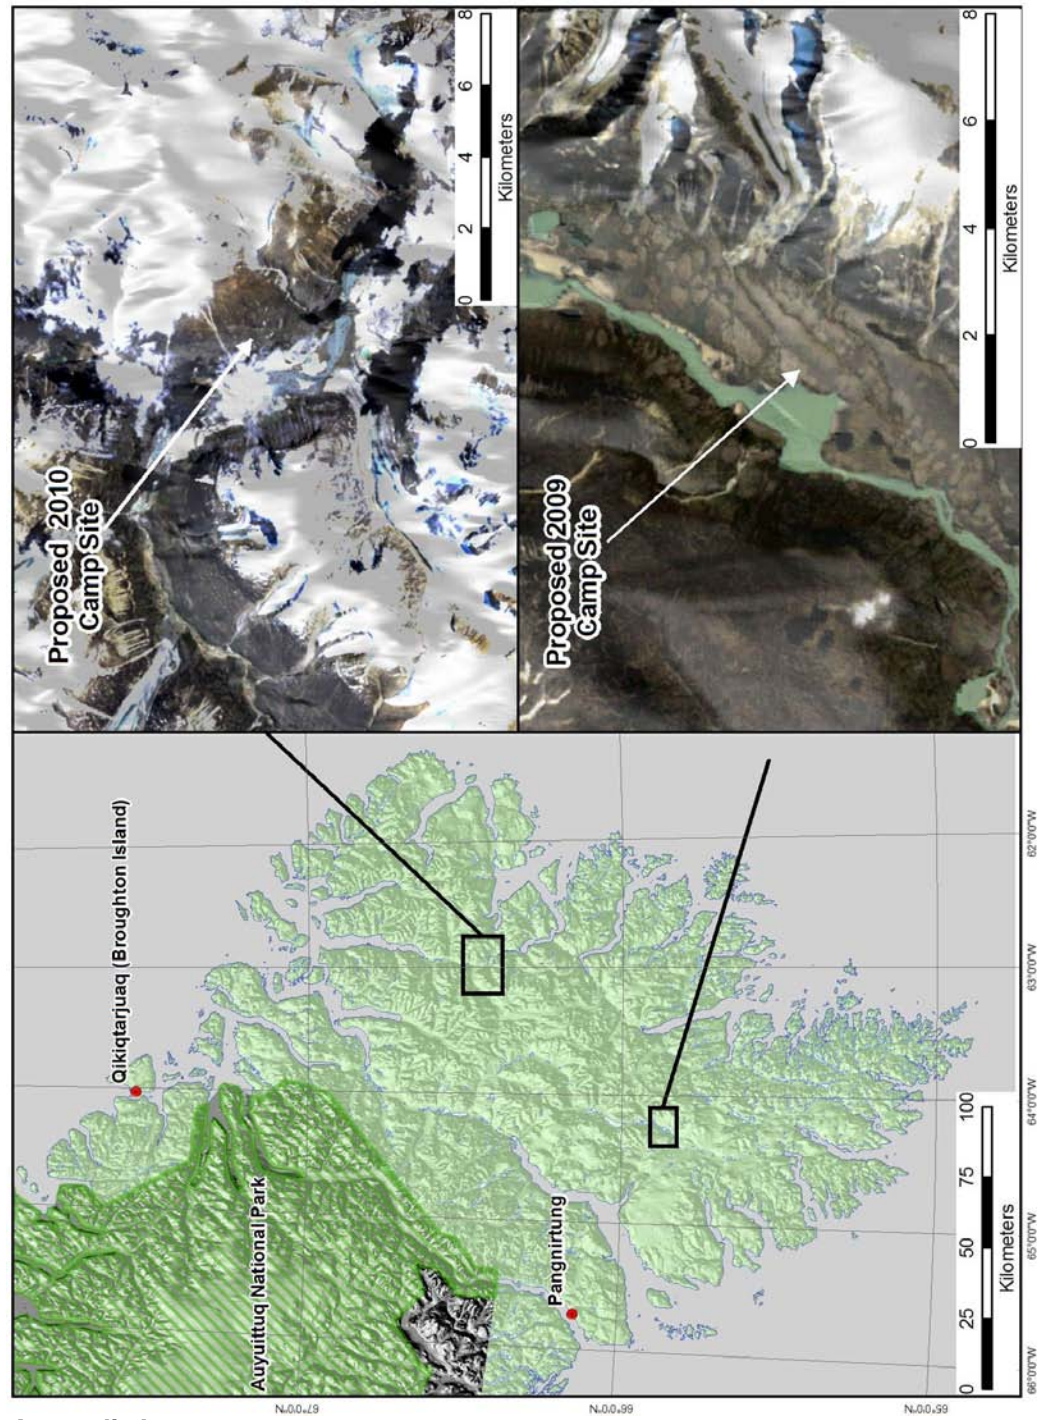 Qikiqtarjuaq (Broughton Island)
Auyuittuq National Park
Pangnirtung
0 25 50 75 100
Kilometers
67°0'0"N
66°0'0"N
65°0'0"N
66°0'0"W
65°0'0"W
64°0'0"W
63°0'0"W
62°0'0"W
Proposed 2010
Camp Site
0 2 4 6 8
Kilometers
Proposed 2009
Camp Site
0 2 4 6 8
Kilometers